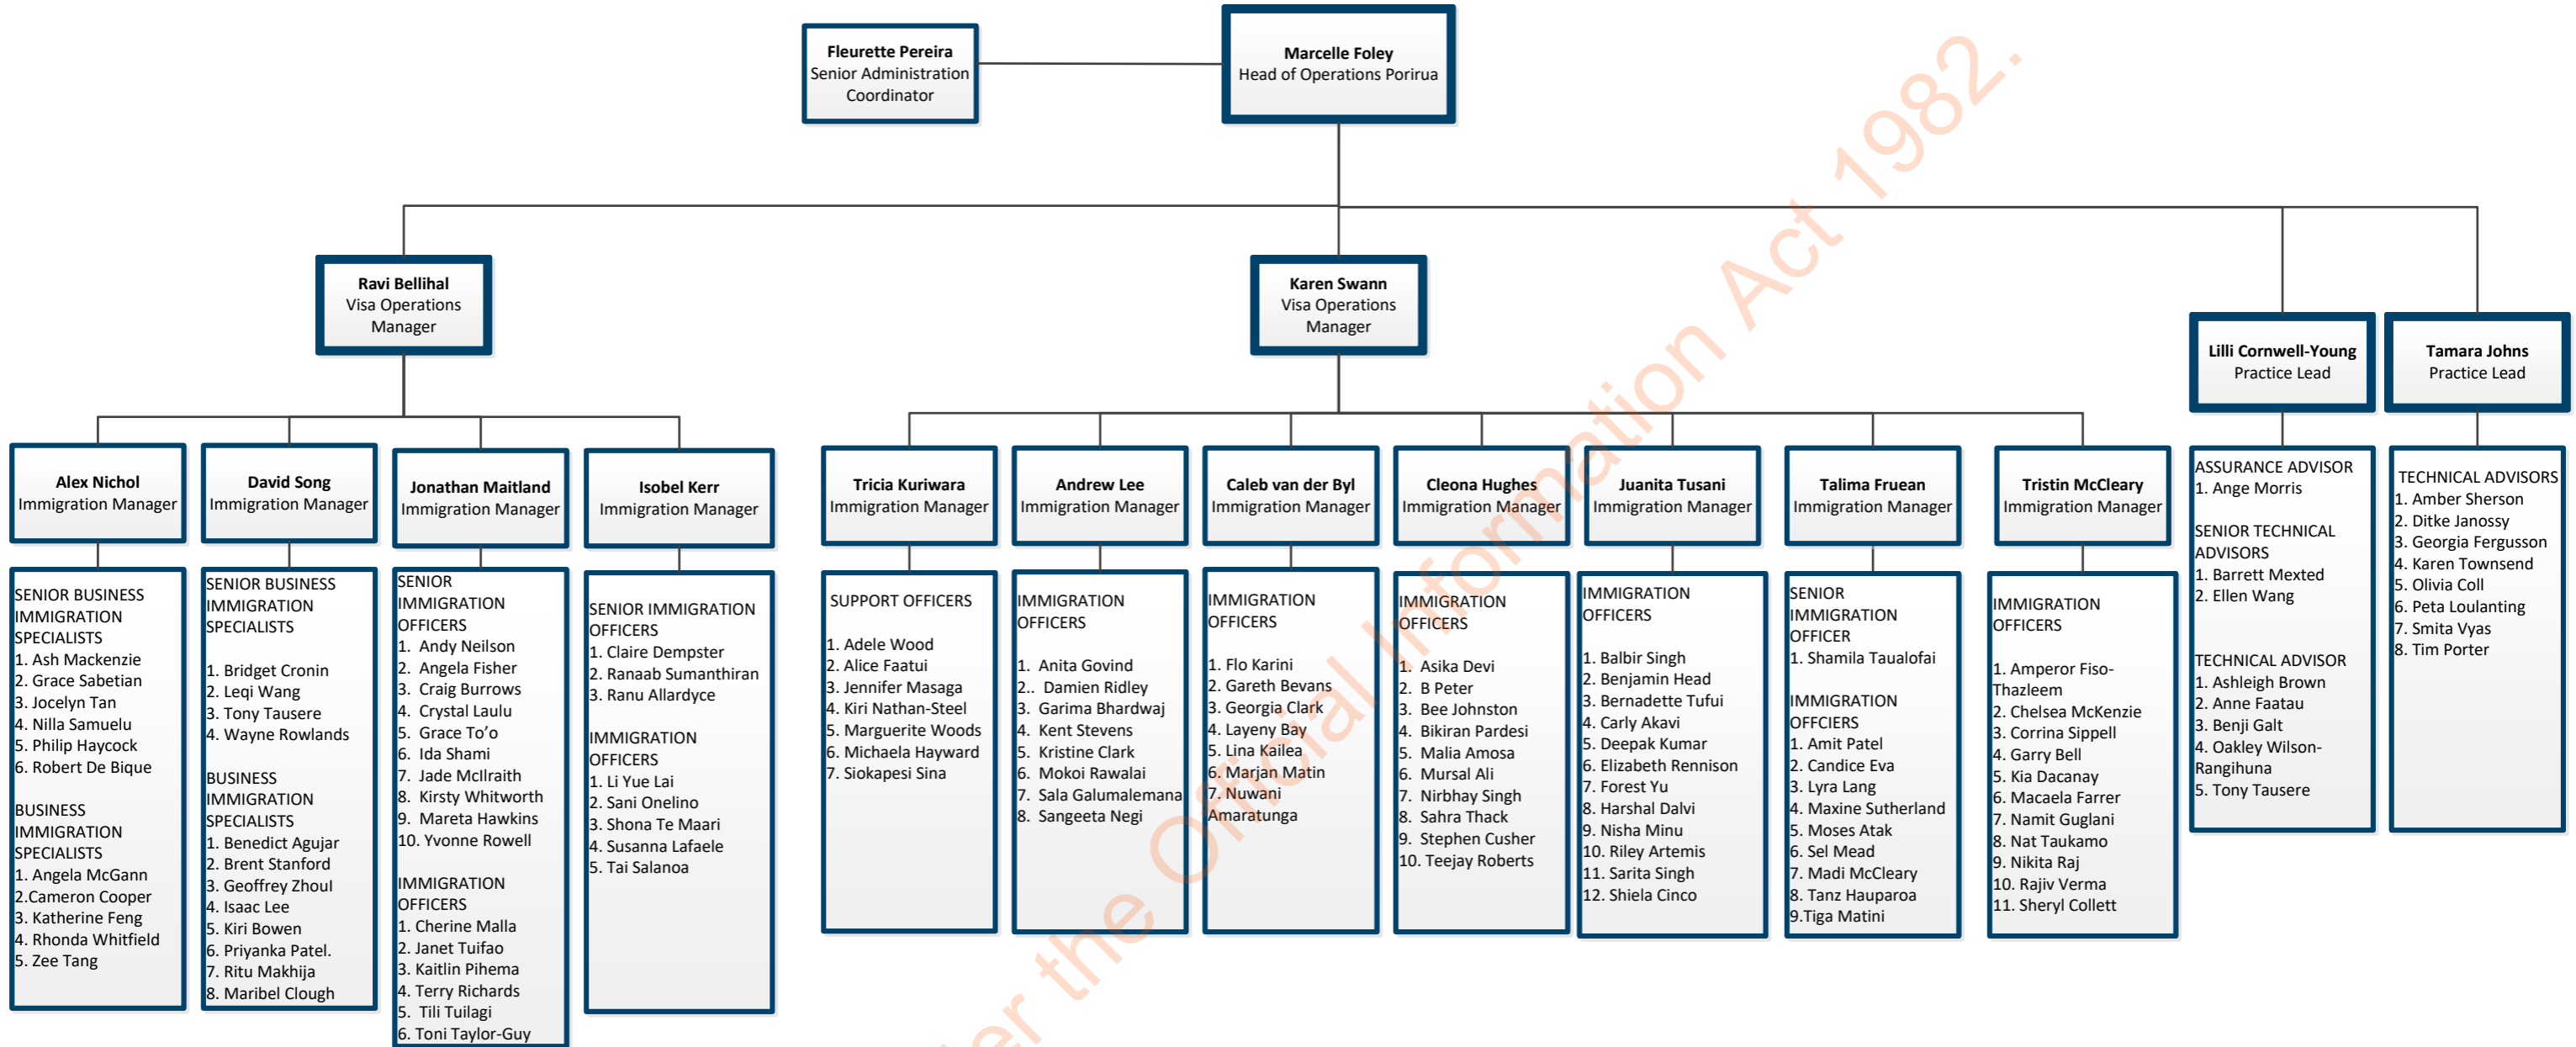 Fleurette Pereira
Senior Administration
Coordinator
Marcelle Foley
Head of Operations Porirua
Ravi Bellihal
Visa Operations
Manager
Karen Swann
Visa Operations
Manager
Lilli Cornwell-Young
Practice Lead
Tamara Johns
Practice Lead
Alex Nichol
Immigration Manager
David Song
Immigration Manager
Jonathan Maitland
Immigration Manager
Isobel Kerr
Immigration Manager
Tricia Kuriwara
Immigration Manager
Andrew Lee
Immigration Manager
Caleb van der Byl
Immigration Manager
Cleona Hughes
Immigration Manager
Juanita Tusani
Immigration Manager
Talima Fruean
Immigration Manager
Tristin McCleary
Immigration Manager
SENIOR BUSINESS
IMMIGRATION
SPECIALISTS
1. Ash Mackenzie
2. Grace Sabetian
3. Jocelyn Tan
4. Nilla Samuelu
5. Philip Haycock
6. Robert De Bique
BUSINESS
IMMIGRATION
SPECIALISTS
1. Angela McGann
2.Cameron Cooper
3. Katherine Feng
4. Rhonda Whitfield
5. Zee Tang
SENIOR BUSINESS
IMMIGRATION
SPECIALISTS
1. Bridget Cronin
2. Leqi Wang
3. Tony Tausere
4. Wayne Rowlands
BUSINESS
IMMIGRATION
SPECIALISTS
1. Benedict Agujar
2. Brent Stanford
3. Geoffrey Zhoul
4. Isaac Lee
5. Kiri Bowen
6. Priyanka Patel.
7. Ritu Makhija
8. Maribel Clough
SENIOR
IMMIGRATION
OFFICERS
1. Andy Neilson
2. Angela Fisher
3. Craig Burrows
4. Crystal Laulu
5. Grace To'o
6. Ida Shami
7. Jade McIlraith
8. Kirsty Whitworth
9. Mareta Hawkins
10. Yvonne Rowell
IMMIGRATION
OFFICERS
1. Cherine Malla
2. Janet Tuifao
3. Kaitlin Pihema
4. Terry Richards
5. Tili Tuilagi
6. Toni Taylor-Guy
SENIOR IMMIGRATION
OFFICERS
1. Claire Dempster
2. Ranaab Sumanthiran
3. Ranu Allardyce
IMMIGRATION
OFFICERS
1. Li Yue Lai
2. Sani Onelino
3. Shona Te Maari
4. Susanna Lafaele
5. Tai Salanoa
SUPPORT OFFICERS
1. Adele Wood
2. Alice Faatui
3. Jennifer Masaga
4. Kiri Nathan-Steel
5. Marguerite Woods
6. Michaela Hayward
7. Siokapesi Sina
IMMIGRATION
OFFICERS
1. Anita Govind
2.. Damien Ridley
3. Garima Bhardwaj
4. Kent Stevens
5. Kristine Clark
6. Mokoi Rawalai
7. Sala Galumalemana
8. Sangeeta Negi
IMMIGRATION
OFFICERS
1. Flo Karini
2. Gareth Bevans
3. Georgia Clark
4. Layeny Bay
5. Lina Kailea
6. Marjan Matin
7. Nuwani
Amaratunga
IMMIGRATION
OFFICERS
1. Asika Devi
2. B Peter
3. Bee Johnston
4. Bikiran Pardesi
5. Malia Amosa
6. Mursal Ali
7. Nirbhay Singh
8. Sahra Thack
9. Stephen Cusher
10. Teejay Roberts
IMMIGRATION
OFFICERS
1. Balbir Singh
2. Benjamin Head
3. Bernadette Tufui
4. Carly Akavi
5. Deepak Kumar
6. Elizabeth Rennison
7. Forest Yu
8. Harshal Dalvi
9. Nisha Minu
10. Riley Artemis
11. Sarita Singh
12. Shiela Cinco
SENIOR
IMMIGRATION
OFFICER
1. Shamila Taualofai
IMMIGRATION
OFFCIERS
1. Amit Patel
2. Candice Eva
3. Lyra Lang
4. Maxine Sutherland
5. Moses Atak
6. Sel Mead
7. Madi McCleary
8. Tanz Hauparoa
9.Tiga Matini
IMMIGRATION
OFFICERS
1. Amperor Fiso-
Thazleem
2. Chelsea McKenzie
3. Corrina Sippell
4. Garry Bell
5. Kia Dacanay
6. Macaela Farrer
7. Namit Guglani
8. Nat Taukamo
9. Nikita Raj
10. Rajiv Verma
11. Sheryl Collett
ASSURANCE ADVISOR
1. Ange Morris
SENIOR TECHNICAL
ADVISORS
1. Barrett Mexted
2. Ellen Wang
TECHNICAL ADVISOR
1. Ashleigh Brown
2. Anne Faatau
3. Benji Galt
4. Oakley Wilson-
Rangihuna
5. Tony Tausere
TECHNICAL ADVISORS
1. Amber Sherson
2. Ditke Janossy
3. Georgia Fergusson
4. Karen Townsend
5. Olivia Coll
6. Peta Loulanting
7. Smita Vyas
8. Tim Porter
the Official Information Act 1982.